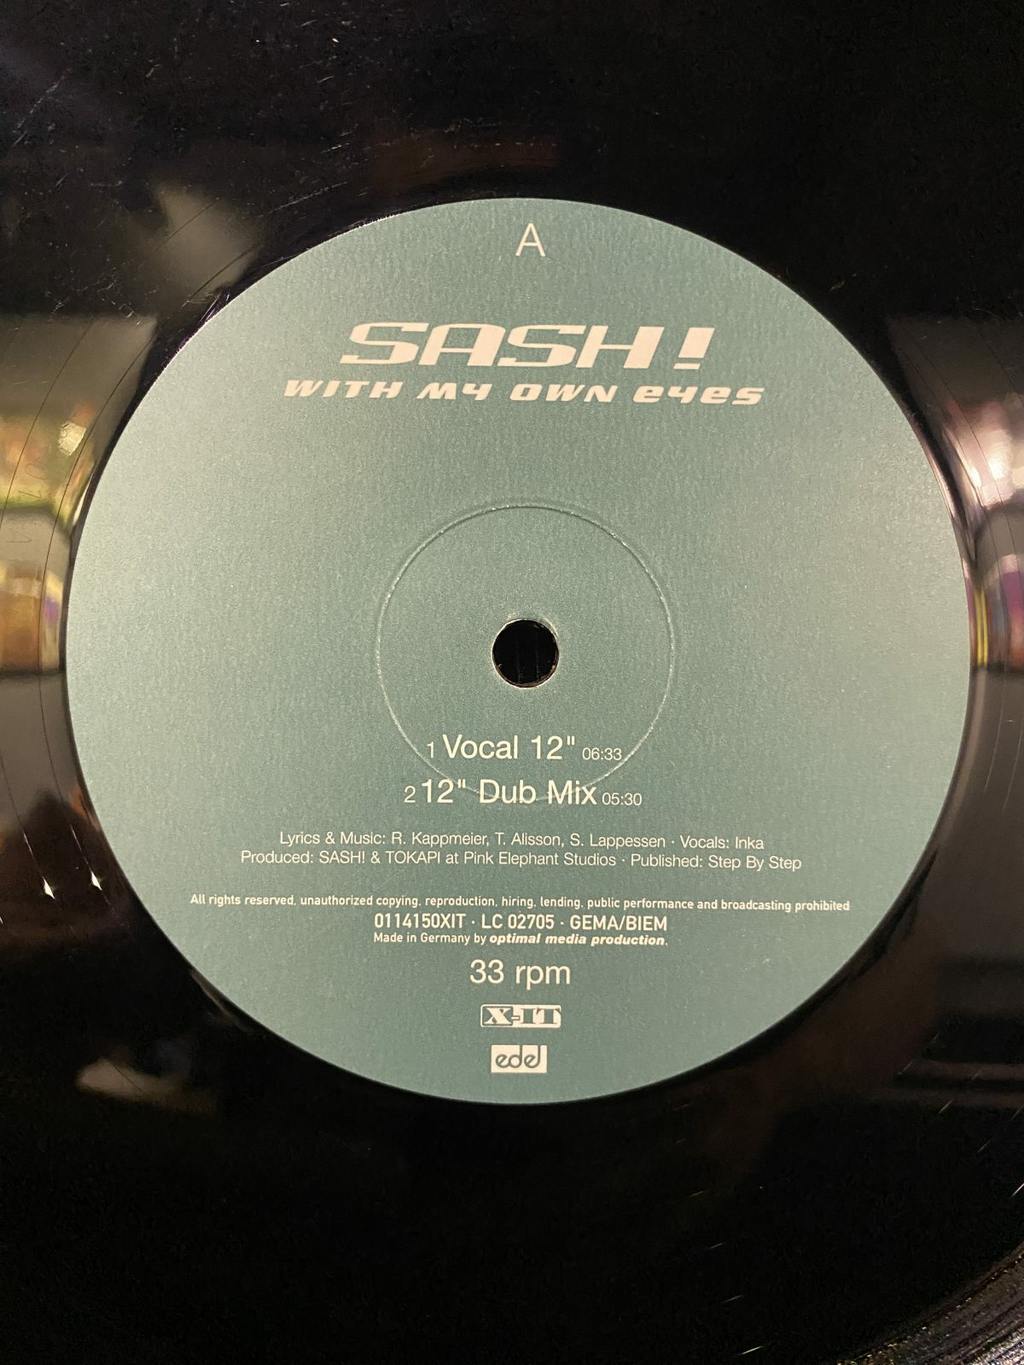 A
SASH!
WITH MY OWN eyes
1 Vocal 12" 06:33
2 12" Dub Mix 05:30
Lyrics & Music: R. Kappmeier, T. Alisson, S. Lappessen · Vocals: Inka
Produced: SASH! & TOKAPI at Pink Elephant Studios · Published: Step By Step
All rights reserved, unauthorized copying, reproduction, hiring, lending, public performance and broadcasting prohibited
0114150XIT · LC 02705 · GEMA/BIEM
Made in Germany by optimal media production.
33 rpm
X-IT
edel